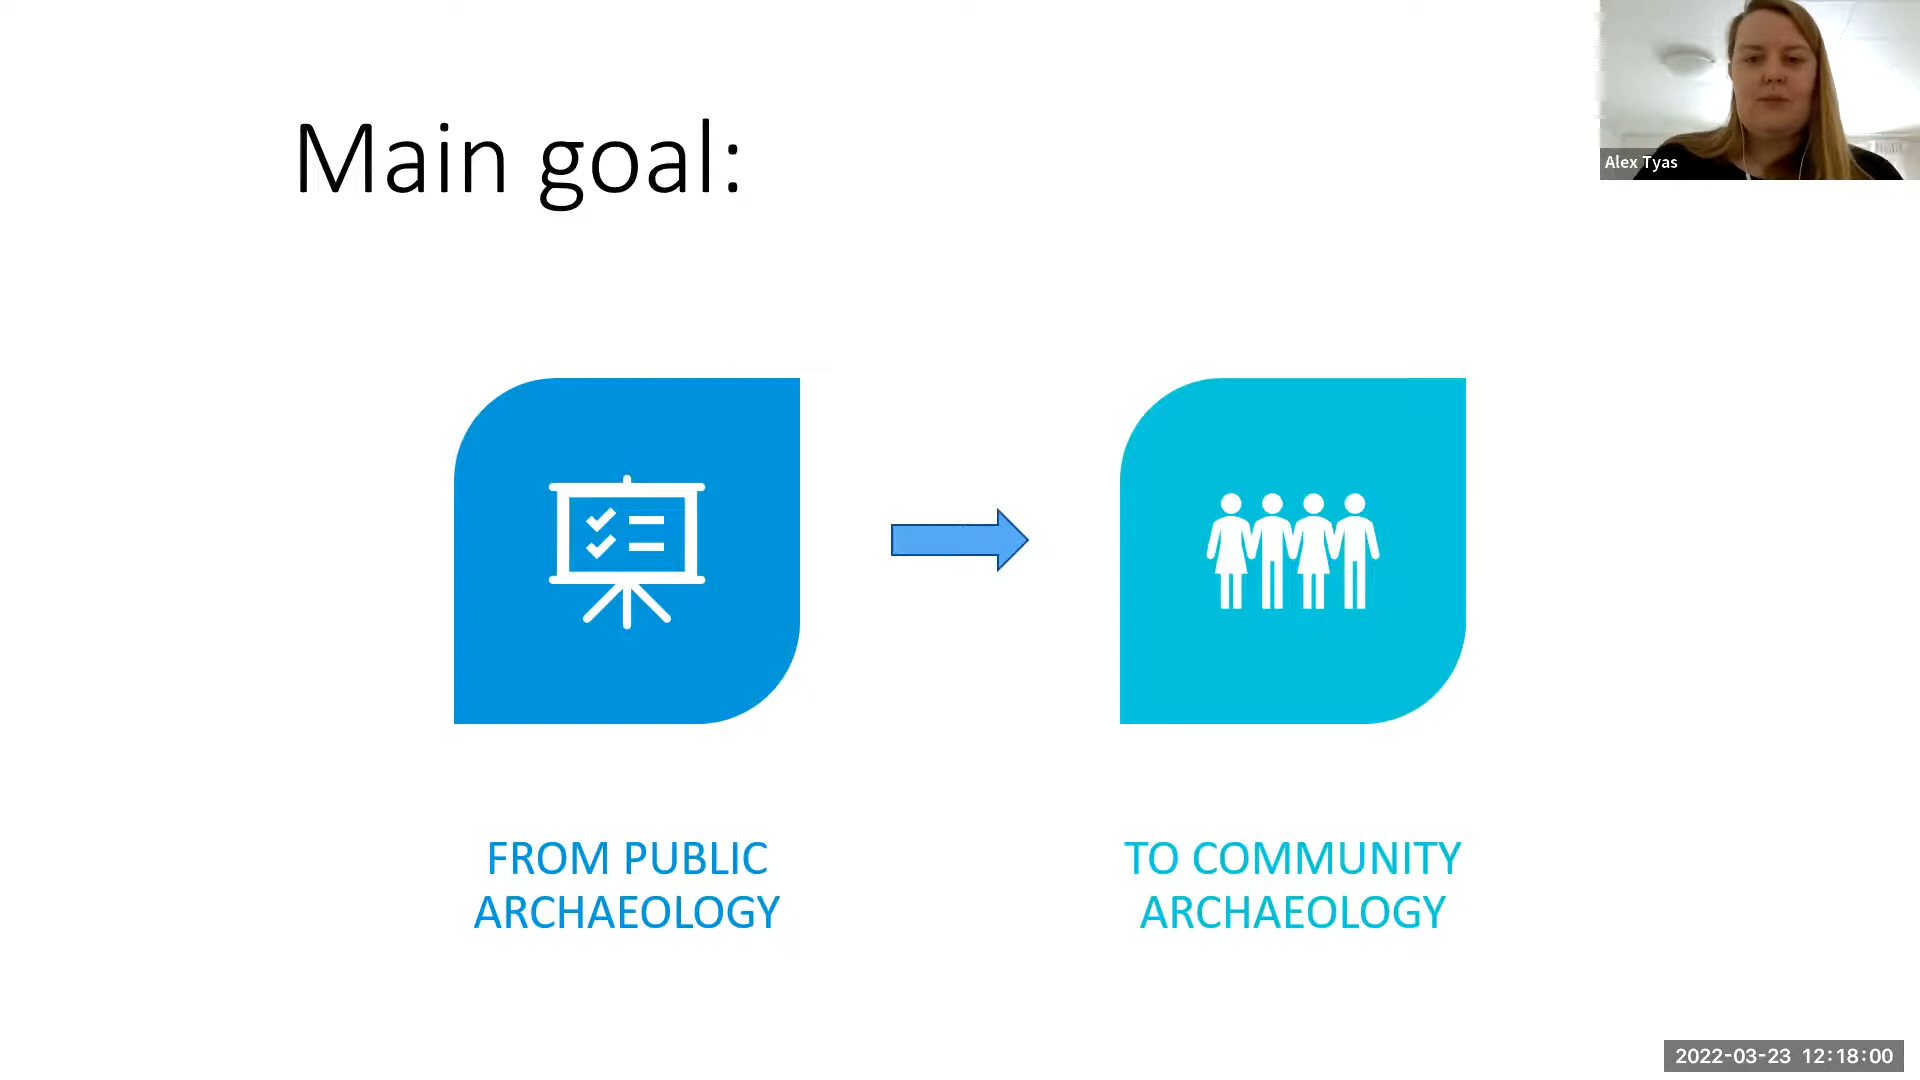 Main goal:
Alex Tyas
FROM PUBLIC
ARCHAEOLOGY
TO COMMUNITY
ARCHAEOLOGY
2022-03-23 12:18:00